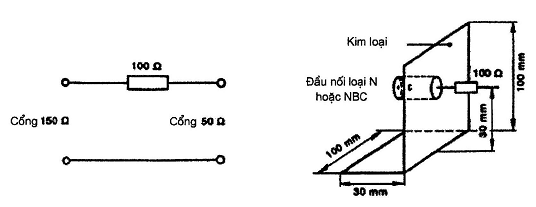 100 Ω
Cổng 150 Ω
Cổng 50 Ω
Kim loại
Đầu nối loại N
hoặc NBC
100 Ω
100 mm
30 mm
100 mm
30 mm